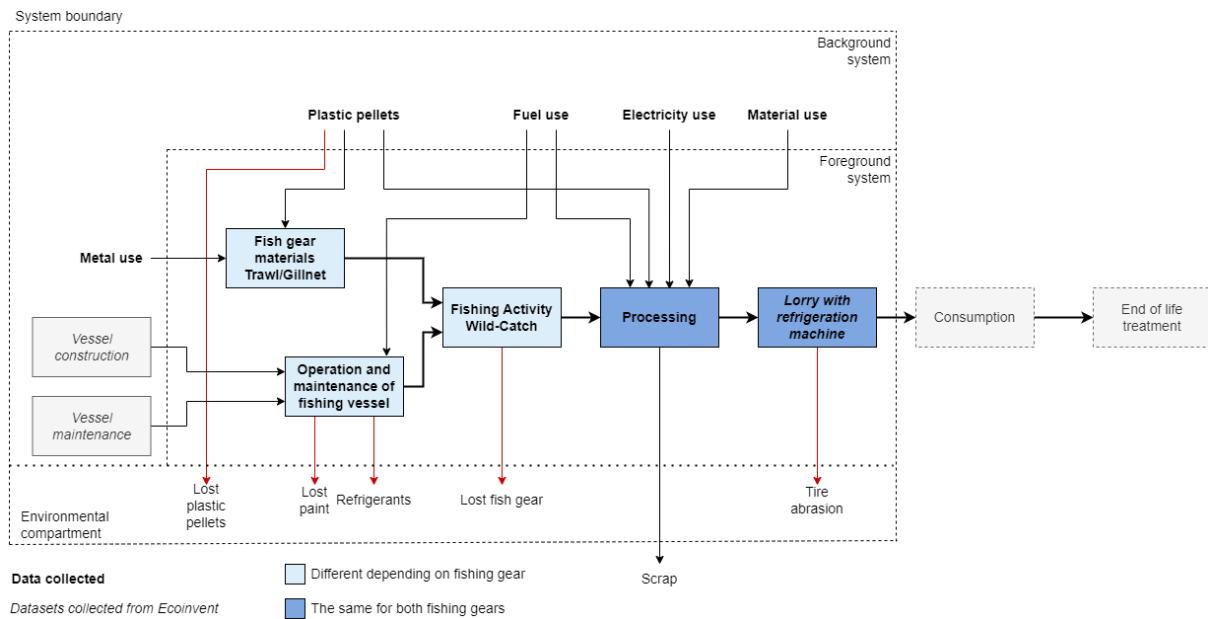 System boundary
Background
system
Plastic pellets
Fuel use
Electricity use
Material use
Foreground
system
Fish gear
materials
Trawl/Gillnet
Metal use
Fishing Activity
Wild-Catch
Processing
Lorry with
refrigeration
machine
Consumption
End of life
treatment
Vessel
construction
Operation and
maintenance of
fishing vessel
Vessel
maintenance
Lost
plastic
pellets
Lost
paint
Refrigerants
Lost fish gear
Tire
abrasion
Environmental
compartment
Scrap
Data collected
Different depending on fishing gear
Datasets collected from Ecoinvent
The same for both fishing gears